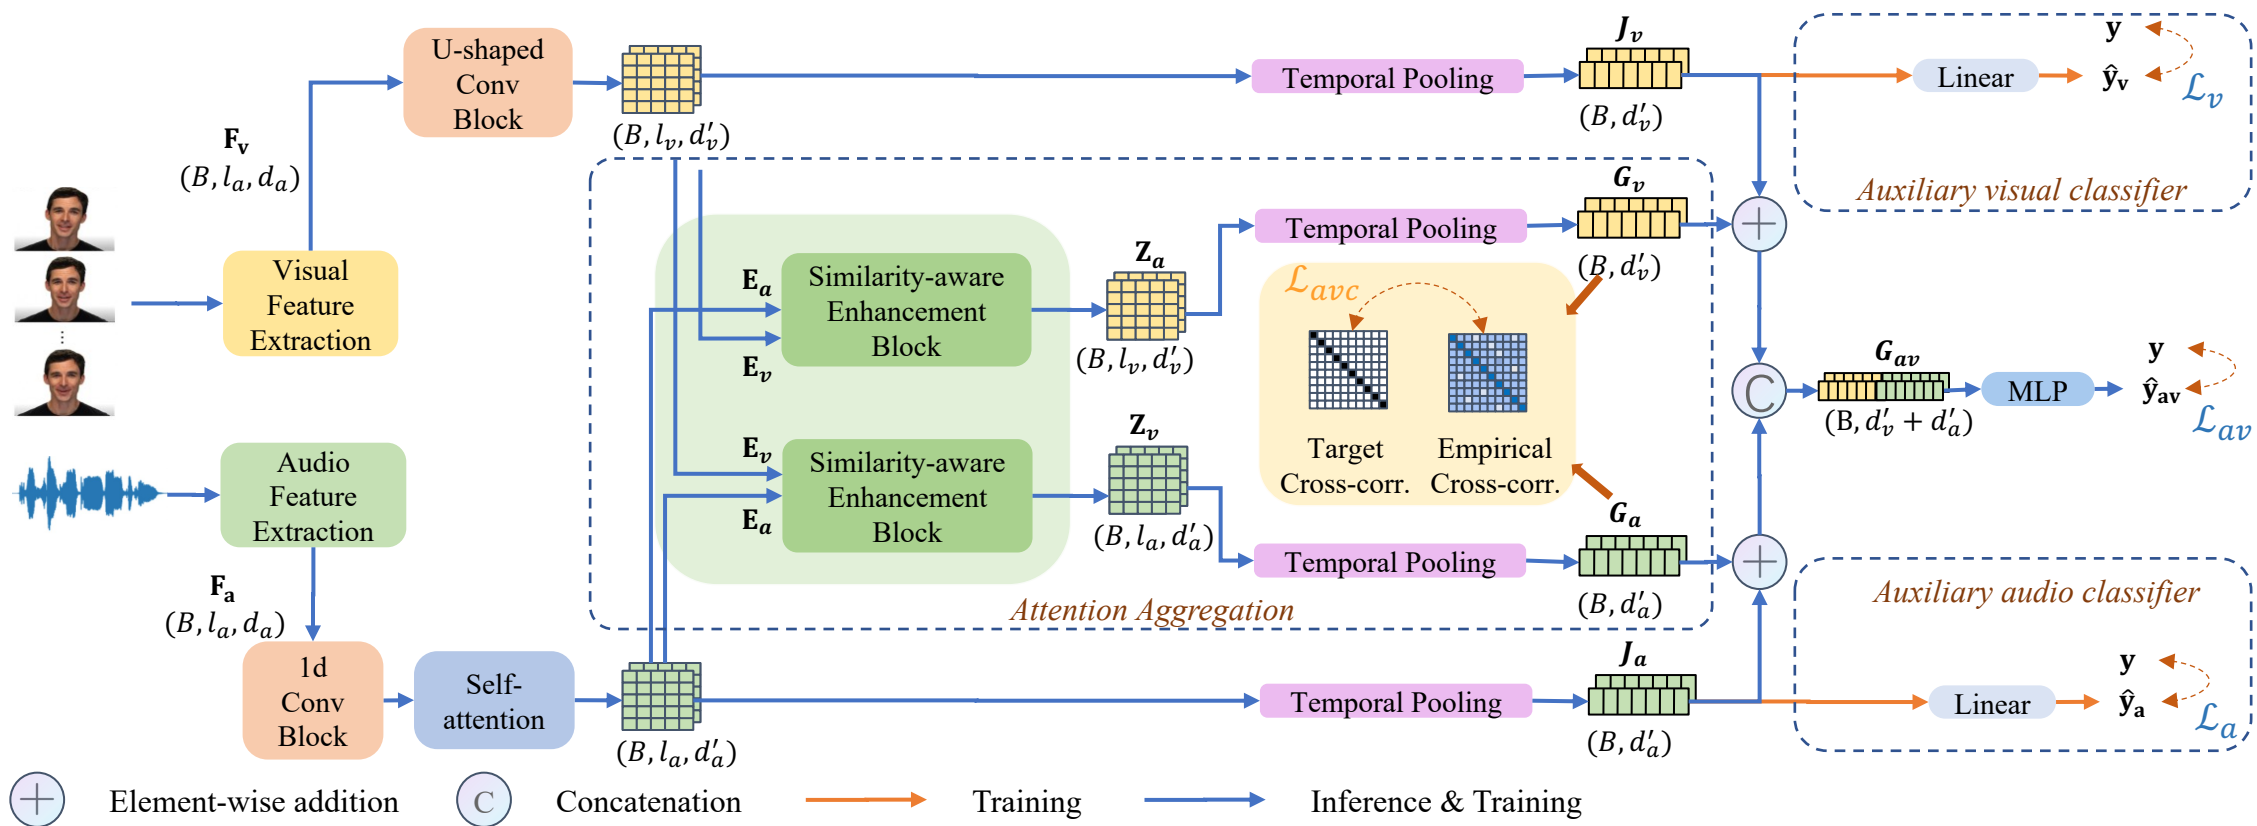 U-shaped
Conv
Block
F_v
(B, l_a, d_a)
Visual
Feature
Extraction
(B, l_v, d'_v)
Temporal Pooling
J_v
(B, d'_v)
Linear
y
ŷ_v
ℒ_v
Auxiliary visual classifier
E_a
E_v
Similarity-aware
Enhancement
Block
Z_a
(B, l_v, d'_v)
Temporal Pooling
G_v
(B, d'_v)
ℒ_avc
Target
Cross-corr.
Empirical
Cross-corr.
C
G_av
(B, d'_v + d'_a)
MLP
y
ŷ_av
ℒ_av
Audio
Feature
Extraction
E_v
E_a
Similarity-aware
Enhancement
Block
Z_v
(B, l_a, d'_a)
Temporal Pooling
G_a
(B, d'_a)
Attention Aggregation
F_a
(B, l_a, d_a)
1d
Conv
Block
Self-
attention
(B, l_a, d'_a)
Temporal Pooling
J_a
(B, d'_a)
Auxiliary audio classifier
Linear
y
ŷ_a
ℒ_a
Element-wise addition
C
Concatenation
Training
Inference & Training